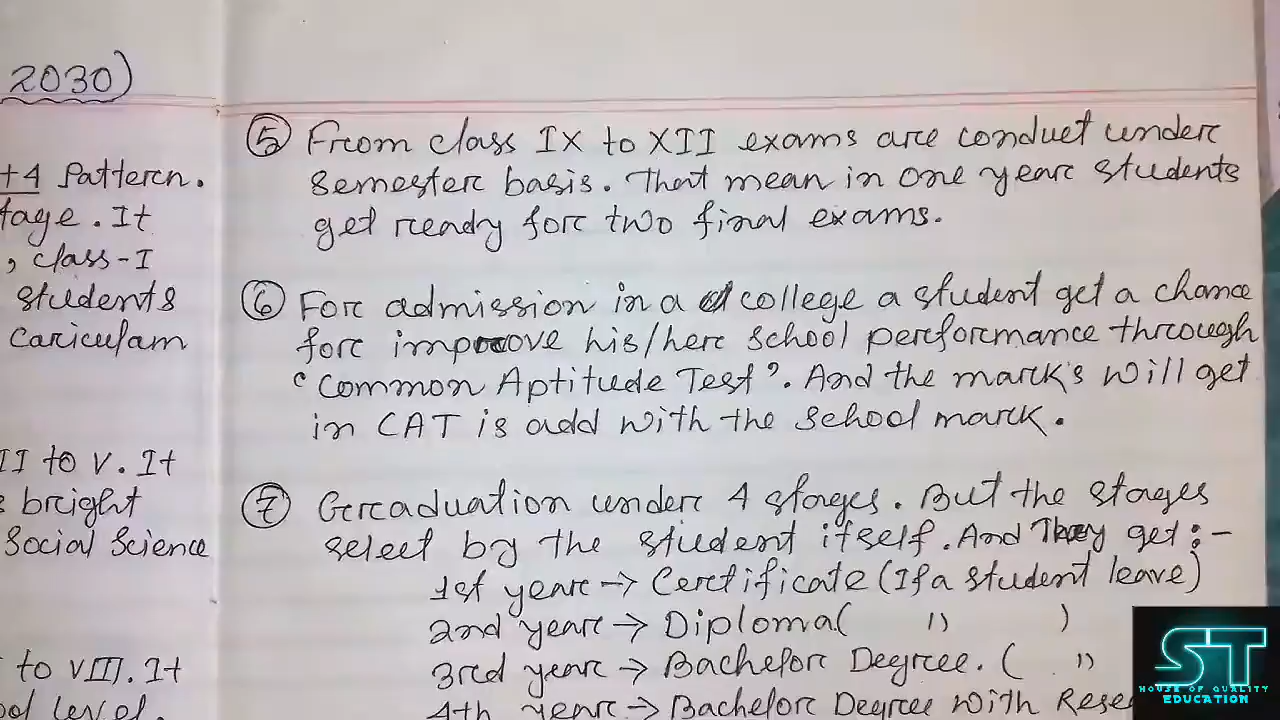 2030)
+4 Pattern.
tage. It
, class-I
students
cariculam
II to V. It
bright
Social Science
to VIII. It
level.
⑤ From class IX to XII exams are conduct under
semester basis. That mean in one year students
get ready for two final exams.
⑥ For admission in a college a student get a chance
for improve his/her school performance through
'Common Aptitude Test'. And the mark's will get
in CAT is add with the school mark.
⑦ Graduation under 4 stages. But the stages
select by the student itself. And They get :-
1st year → Certificate (If a student leave)
2nd year → Diploma ( " )
3rd year → Bachelor Degree. ( "
4th year → Bachelor Degree with Rese
ST
HOUSE OF QUALITY
EDUCATION